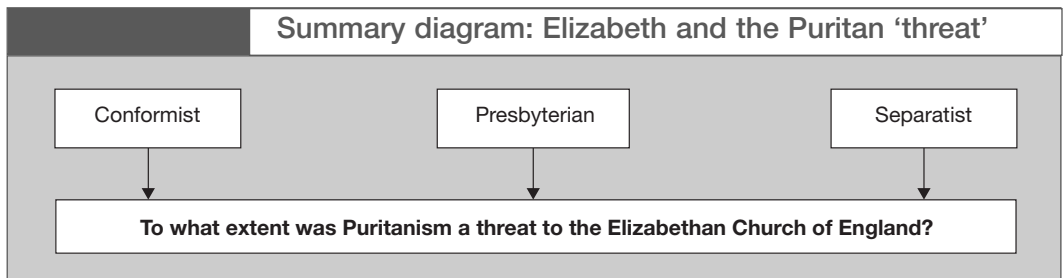 Summary diagram: Elizabeth and the Puritan ‘threat’
Conformist
Presbyterian
Separatist
To what extent was Puritanism a threat to the Elizabethan Church of England?